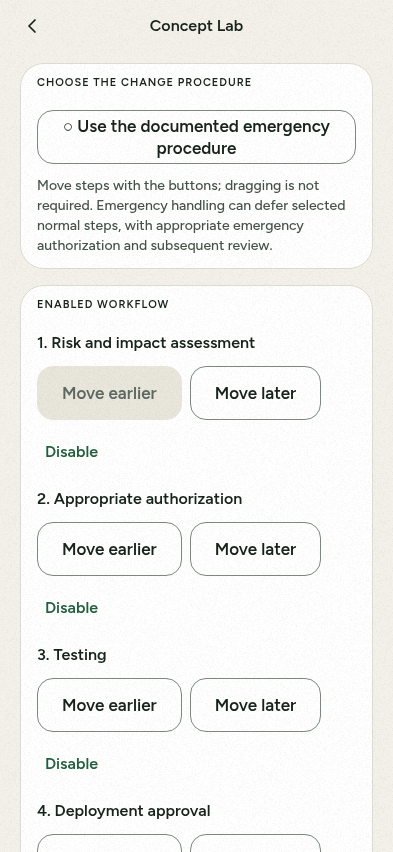 Concept Lab
CHOOSE THE CHANGE PROCEDURE
○ Use the documented emergency
procedure
Move steps with the buttons; dragging is not
required. Emergency handling can defer selected
normal steps, with appropriate emergency
authorization and subsequent review.
ENABLED WORKFLOW
1. Risk and impact assessment
Move earlier Move later
Disable
2. Appropriate authorization
Move earlier Move later
Disable
3. Testing
Move earlier Move later
Disable
4. Deployment approval